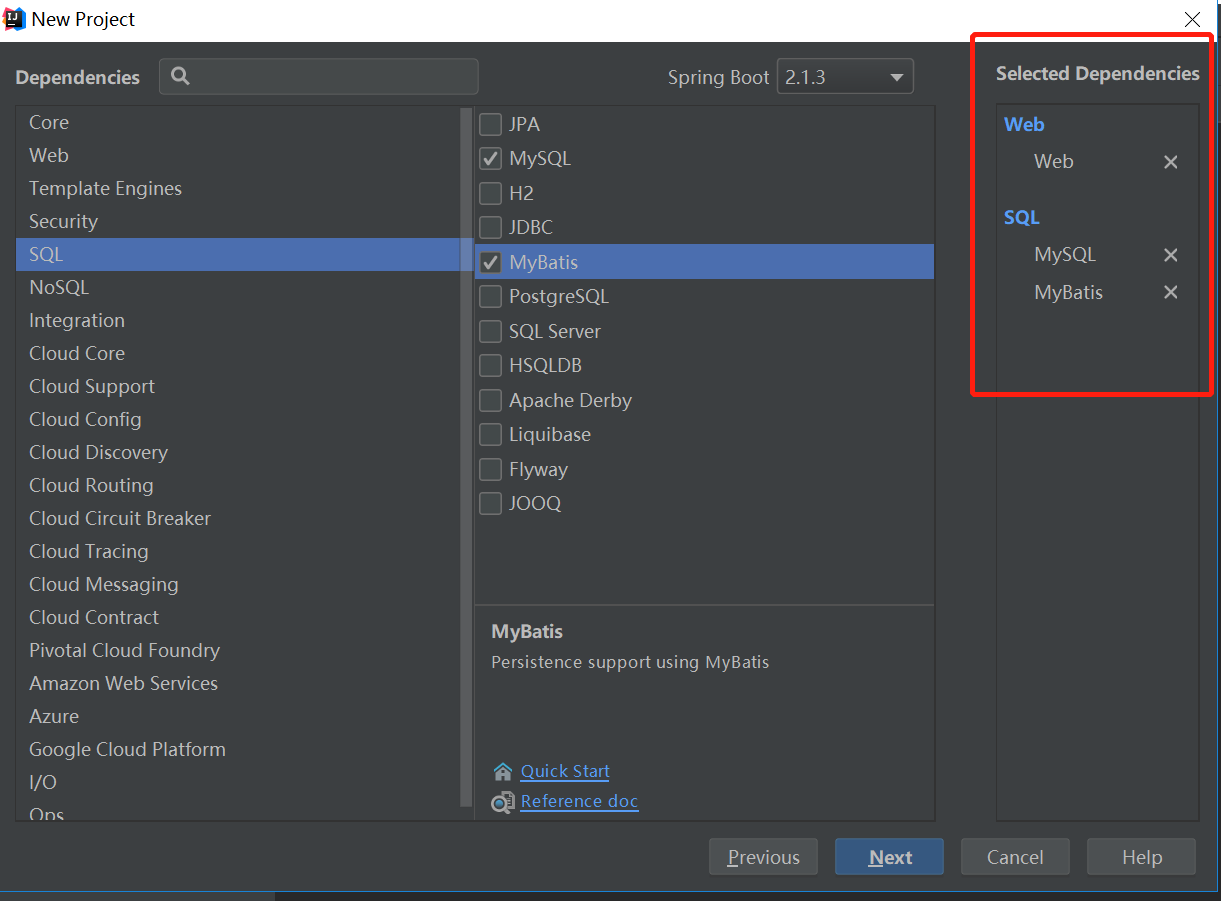 New Project
Dependencies
Spring Boot 2.1.3
Selected Dependencies
Core
Web
Template Engines
Security
SQL
NoSQL
Integration
Cloud Core
Cloud Support
Cloud Config
Cloud Discovery
Cloud Routing
Cloud Circuit Breaker
Cloud Tracing
Cloud Messaging
Cloud Contract
Pivotal Cloud Foundry
Amazon Web Services
Azure
Google Cloud Platform
I/O
Ops
JPA
MySQL
H2
JDBC
MyBatis
PostgreSQL
SQL Server
HSQLDB
Apache Derby
Liquibase
Flyway
JOOQ
MyBatis
Persistence support using MyBatis
Quick Start
Reference doc
Web
Web
SQL
MySQL
MyBatis
Previous
Next
Cancel
Help